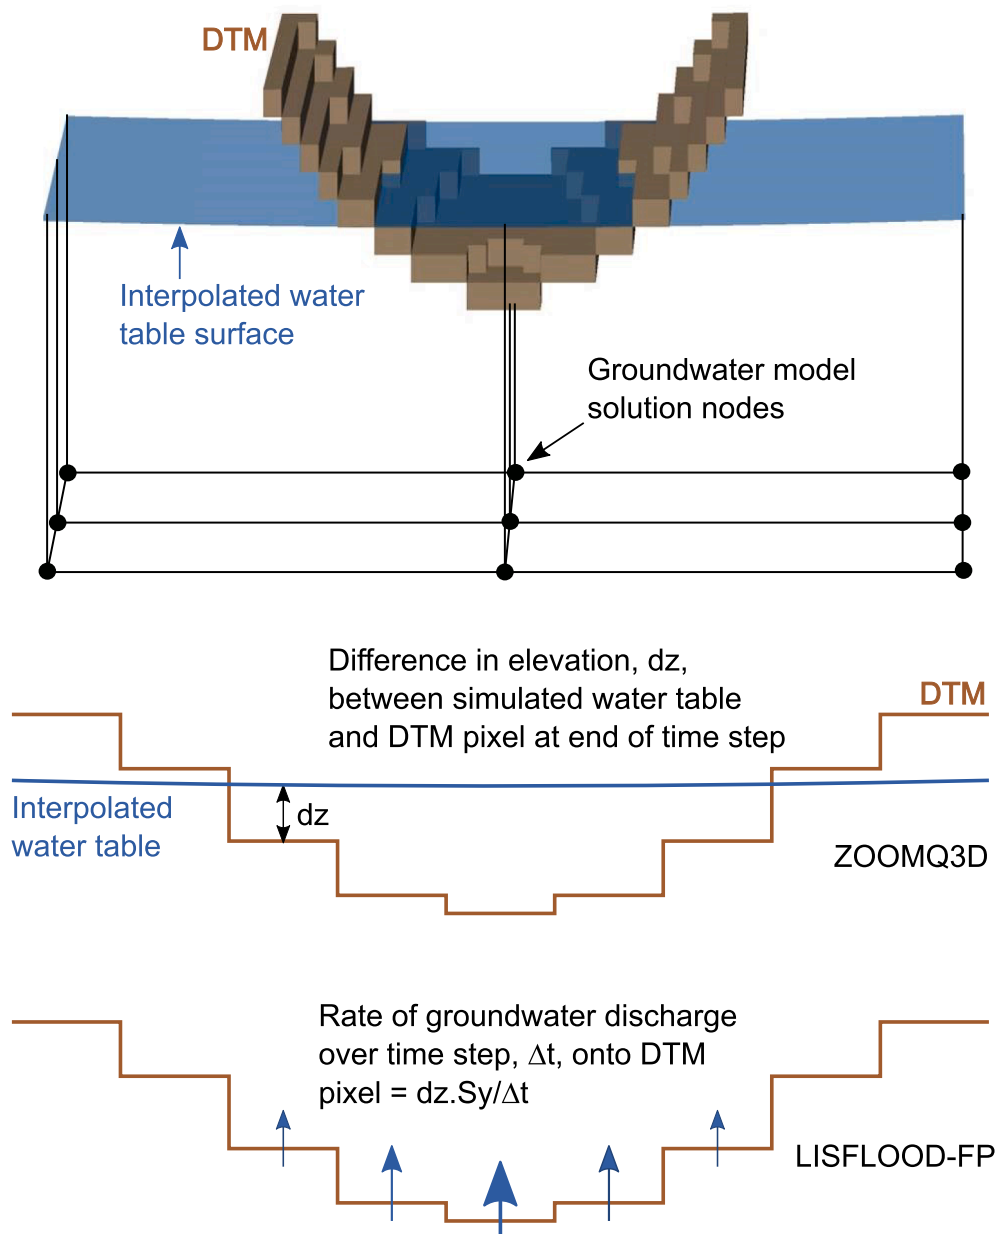 DTM
Interpolated water
table surface
Groundwater model
solution nodes
Difference in elevation, dz,
between simulated water table
and DTM pixel at end of time step
DTM
Interpolated
water table
dz
ZOOMQ3D
Rate of groundwater discharge
over time step, Δt, onto DTM
pixel = dz.Sy/Δt
LISFLOOD-FP